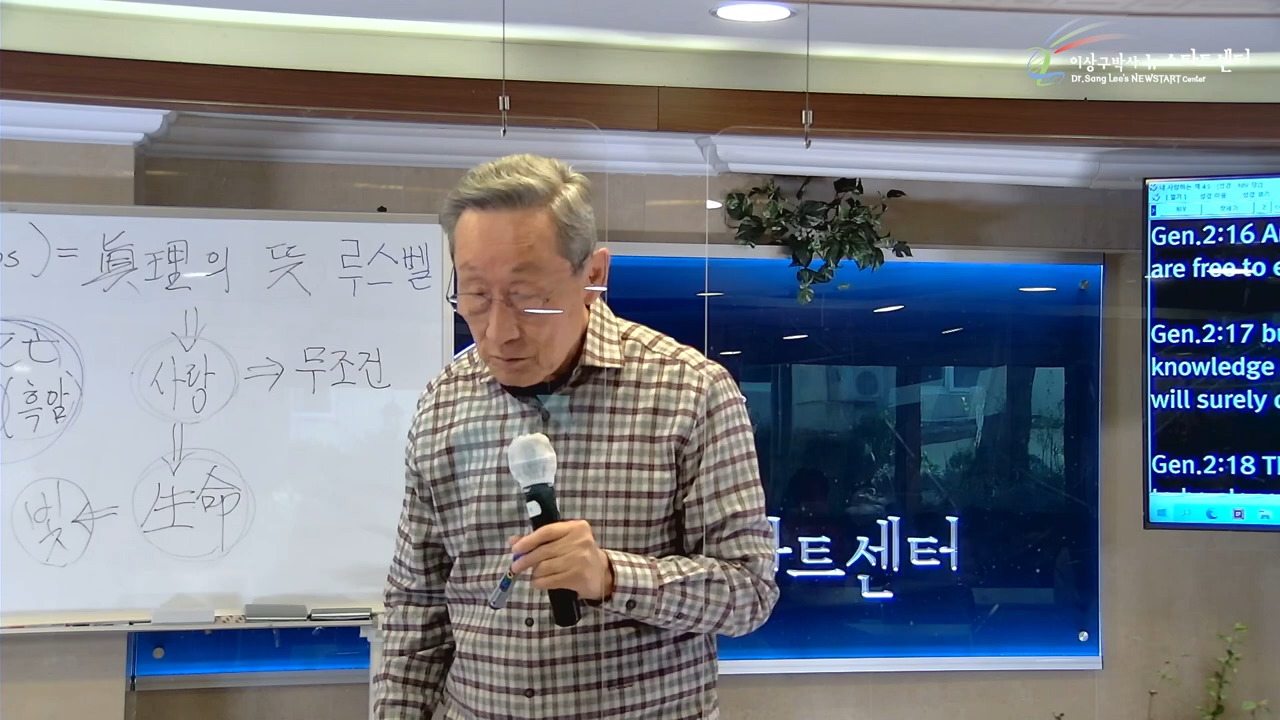 이상구박사 뉴스타트센터
Dr. Sang Lee's NEWSTART Center
os ) = 眞理의 뜻 루스벨
사랑 ⇒ 무조건
흑암
빛 ⇐ 生命
트센터
Gen.2:16
are free to
Gen.2:17
knowledge
will surely
Gen.2:18